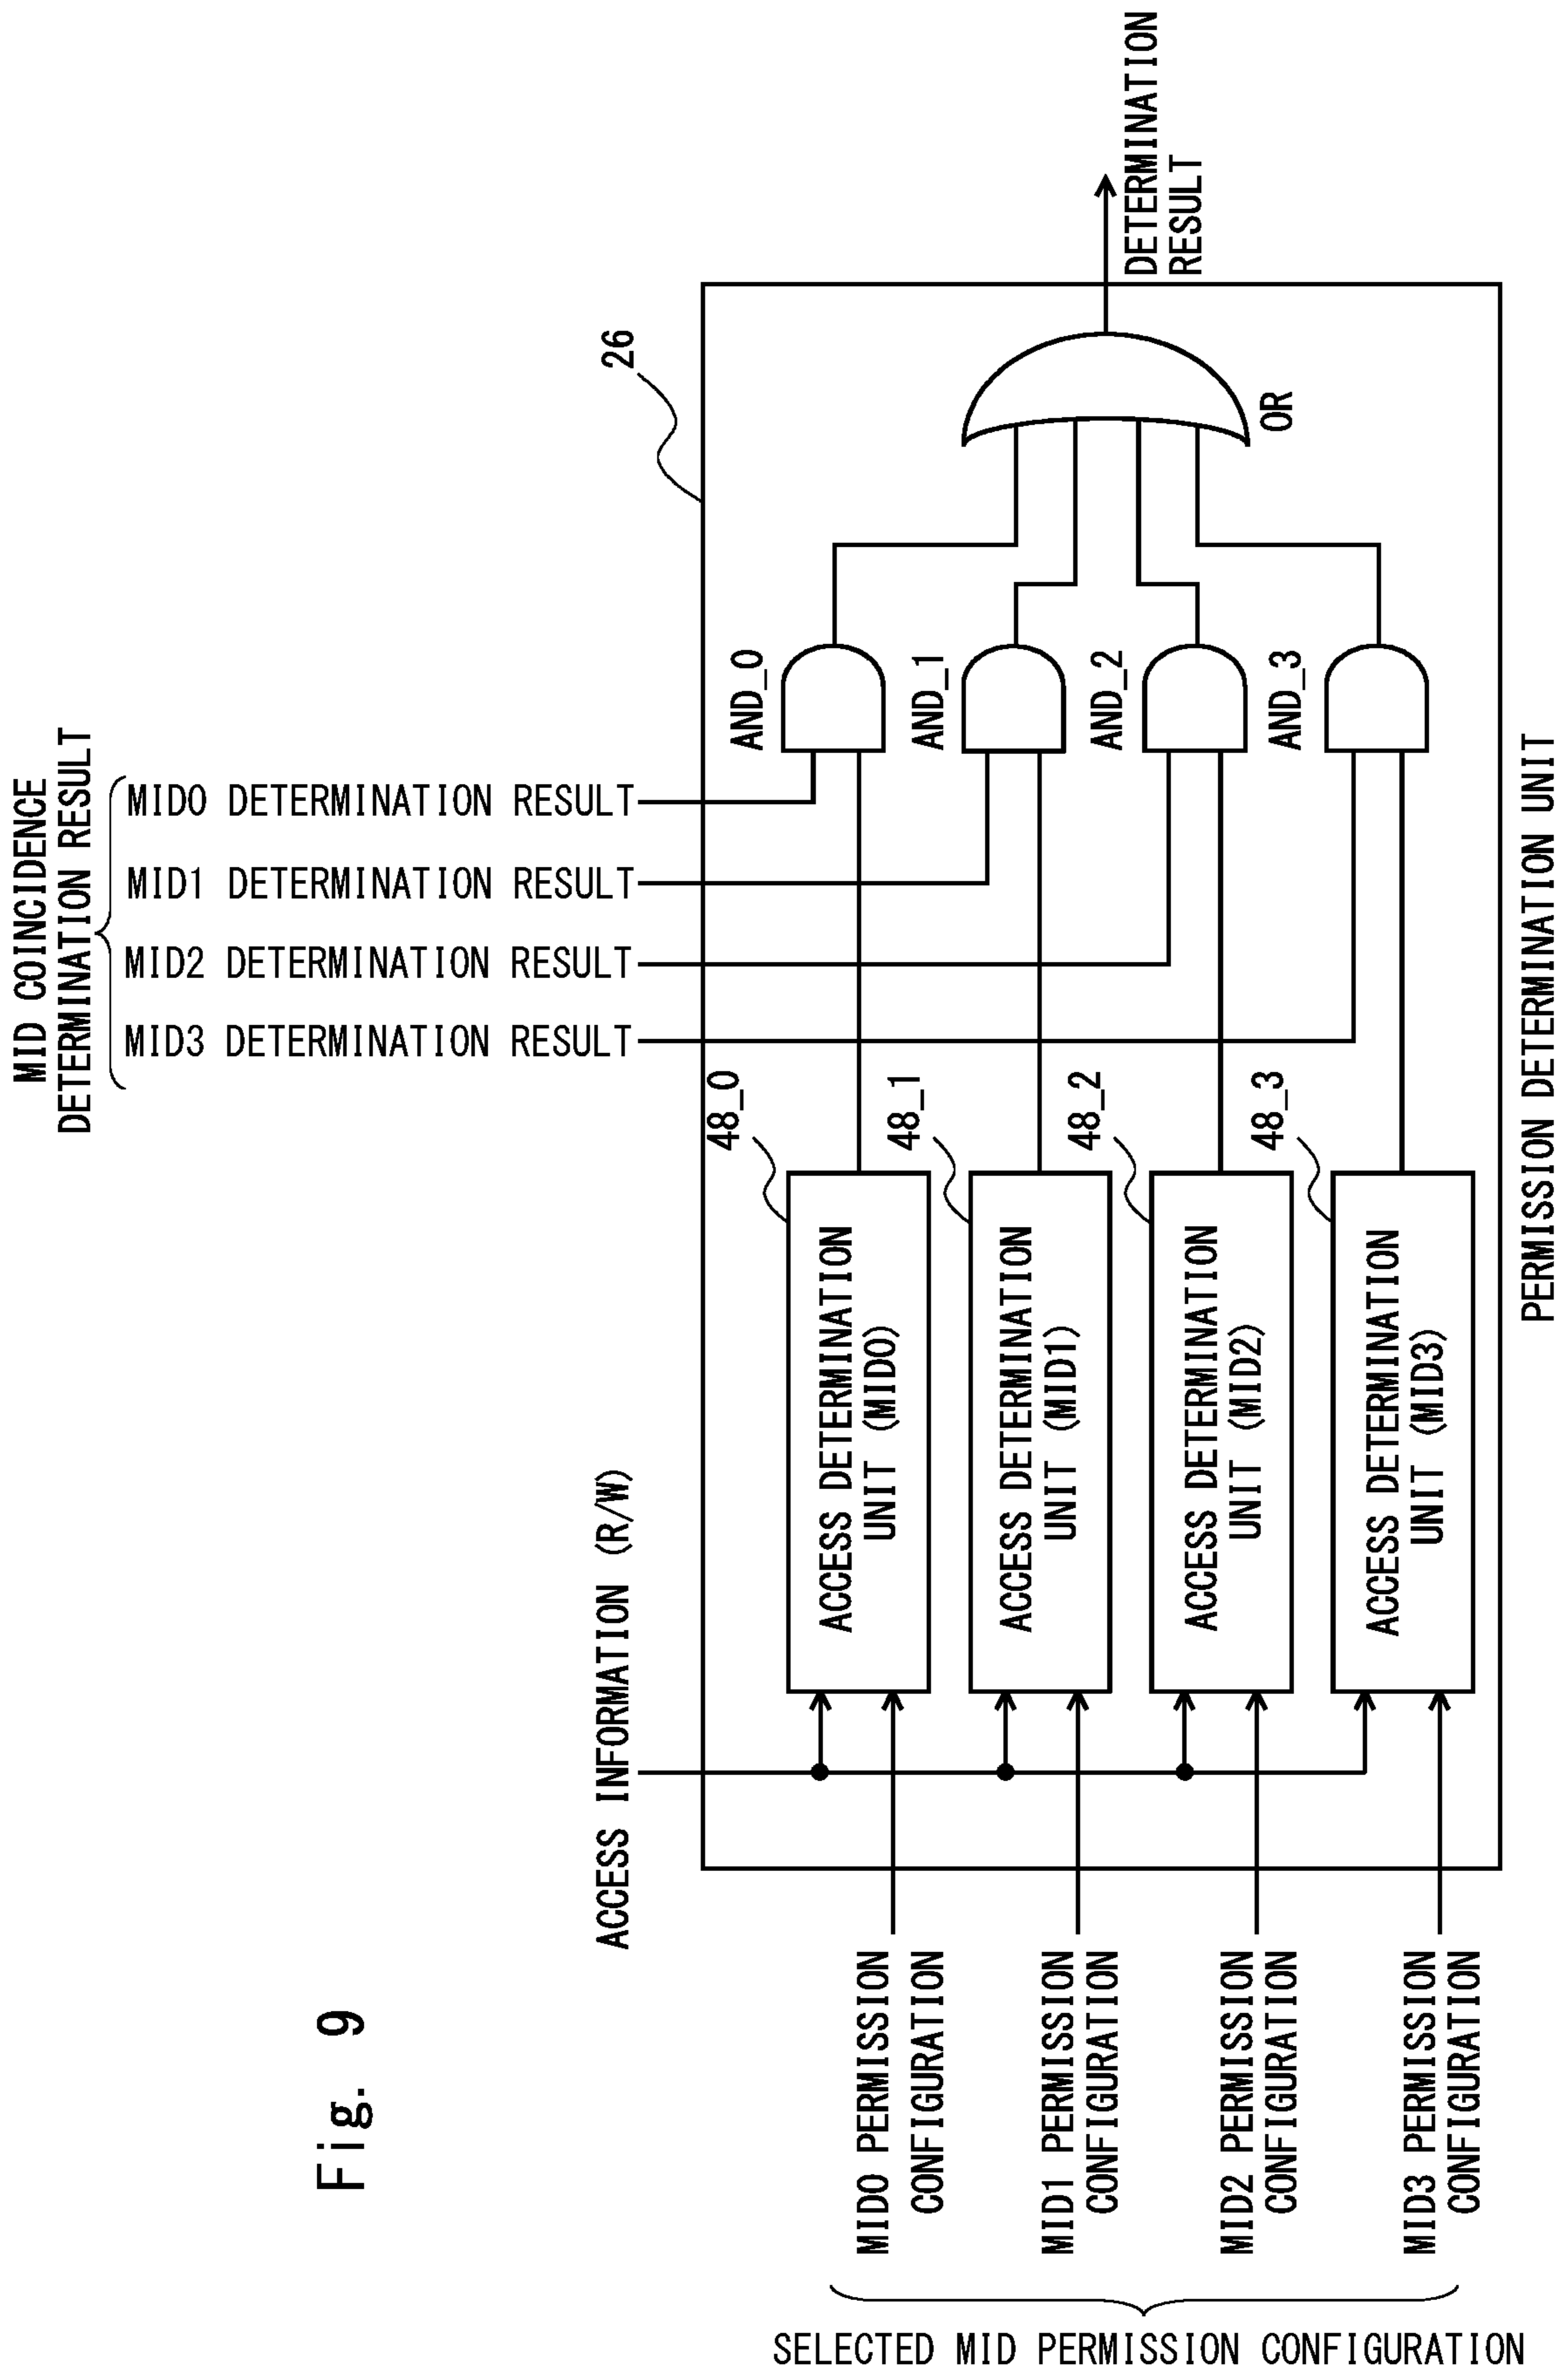 Fig. 9
MID COINCIDENCE
DETERMINATION RESULT
MID0 DETERMINATION RESULT
MID1 DETERMINATION RESULT
MID2 DETERMINATION RESULT
MID3 DETERMINATION RESULT
ACCESS INFORMATION (R/W)
26
SELECTED MID PERMISSION CONFIGURATION
MID0 PERMISSION
CONFIGURATION
MID1 PERMISSION
CONFIGURATION
MID2 PERMISSION
CONFIGURATION
MID3 PERMISSION
CONFIGURATION
48_0
ACCESS DETERMINATION
UNIT (MID0)
48_1
ACCESS DETERMINATION
UNIT (MID1)
48_2
ACCESS DETERMINATION
UNIT (MID2)
48_3
ACCESS DETERMINATION
UNIT (MID3)
AND_0
AND_1
AND_2
AND_3
OR
DETERMINATION
RESULT
PERMISSION DETERMINATION UNIT